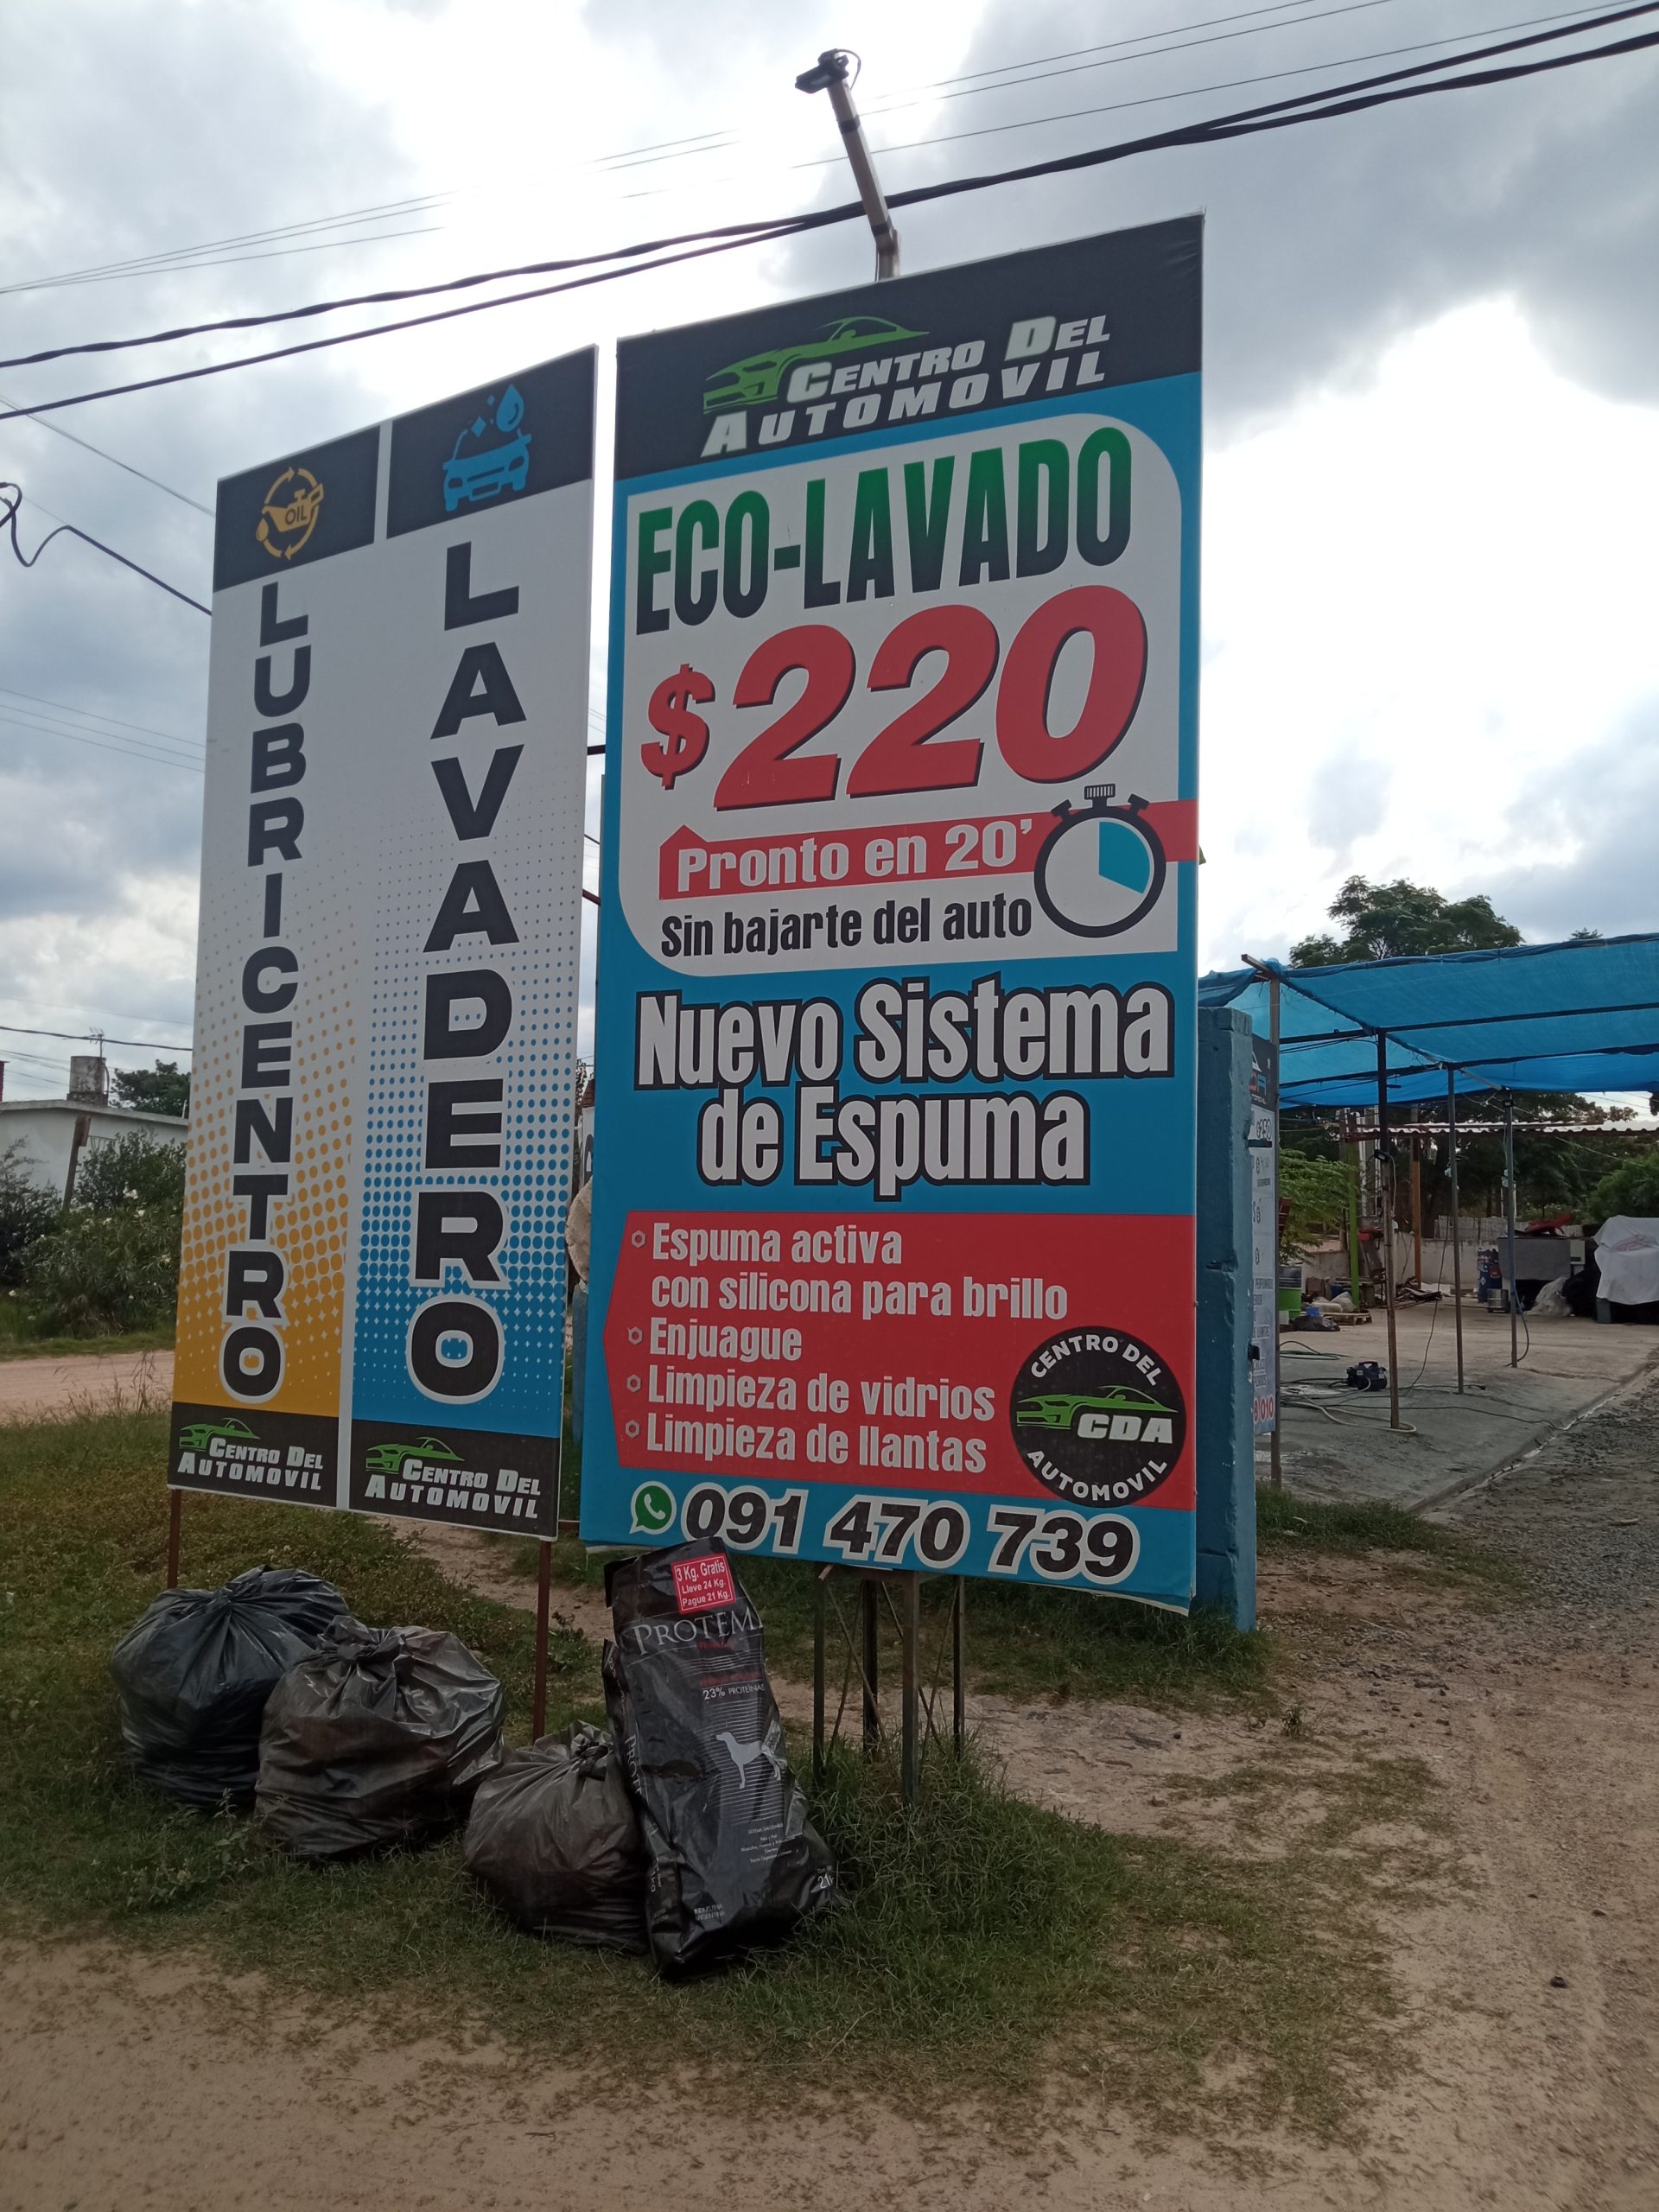 OIL
LUBRICENTRO
CENTRO DEL
AUTOMOVIL
LAVADERO
CENTRO DEL
AUTOMOVIL
CENTRO DEL
AUTOMOVIL
ECO-LAVADO
$220
Pronto en 20'
Sin bajarte del auto
Nuevo Sistema
de Espuma
Espuma activa
con silicona para brillo
Enjuague
Limpieza de vidrios
Limpieza de llantas
CENTRO DEL
CDA
AUTOMOVIL
091 470 739
3 Kg. Gratis
Lleve 24 Kg.
Pague 21 Kg.
PROTEM
23% PROTEINAS
INDUSTRIA
ARGENTINA